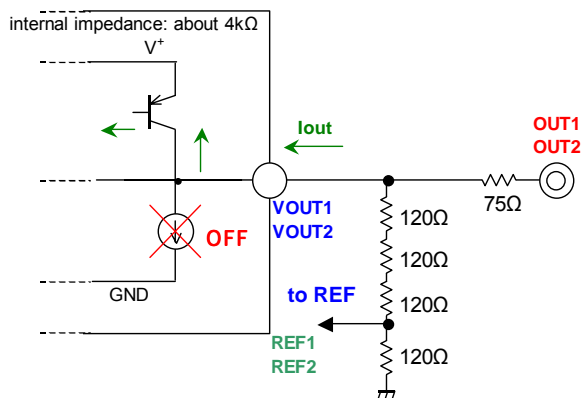 internal impedance: about 4kΩ
V⁺
Iout
OUT1
OUT2
VOUT1
VOUT2
75Ω
120Ω
OFF
120Ω
GND
to REF
120Ω
REF1
REF2
120Ω